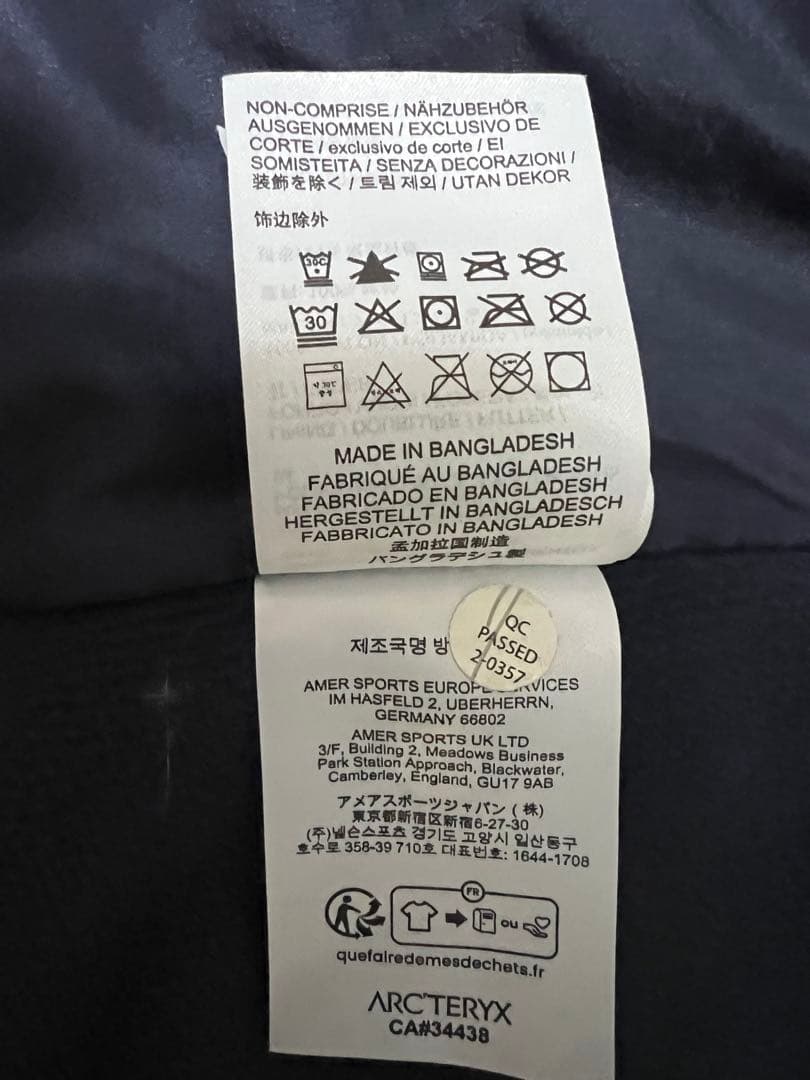 NON-COMPRISE / NÄHZUBEHÖR
AUSGENOMMEN / EXCLUSIVO DE
CORTE / exclusivo de corte / EI
SOMISTEITA / SENZA DECORAZIONI /
装飾を除く / 트림 제외 / UTAN DEKOR
饰边除外
30C
30
MADE IN BANGLADESH
FABRIQUÉ AU BANGLADESH
FABRICADO EN BANGLADESH
HERGESTELLT IN BANGLADESCH
FABBRICATO IN BANGLADESH
孟加拉国制造
バングラデシュ製
제조국명 방
QC
PASSED
2-0357
AMER SPORTS EUROPE
IM HASFELD 2, UBERHERRN,
GERMANY 66802
AMER SPORTS UK LTD
3/F, Building 2, Meadows Business
Park Station Approach, Blackwater,
Camberley, England, GU17 9AB
アメアスポーツジャパン (株)
東京都新宿区新宿6-27-30
(주)넬슨스포츠 경기도 고양시 일산동구
호수로 358-39 710호 대표번호: 1644-1708
FR
ou
quefairedemesdechets.fr
ARC'TERYX
CA#34438